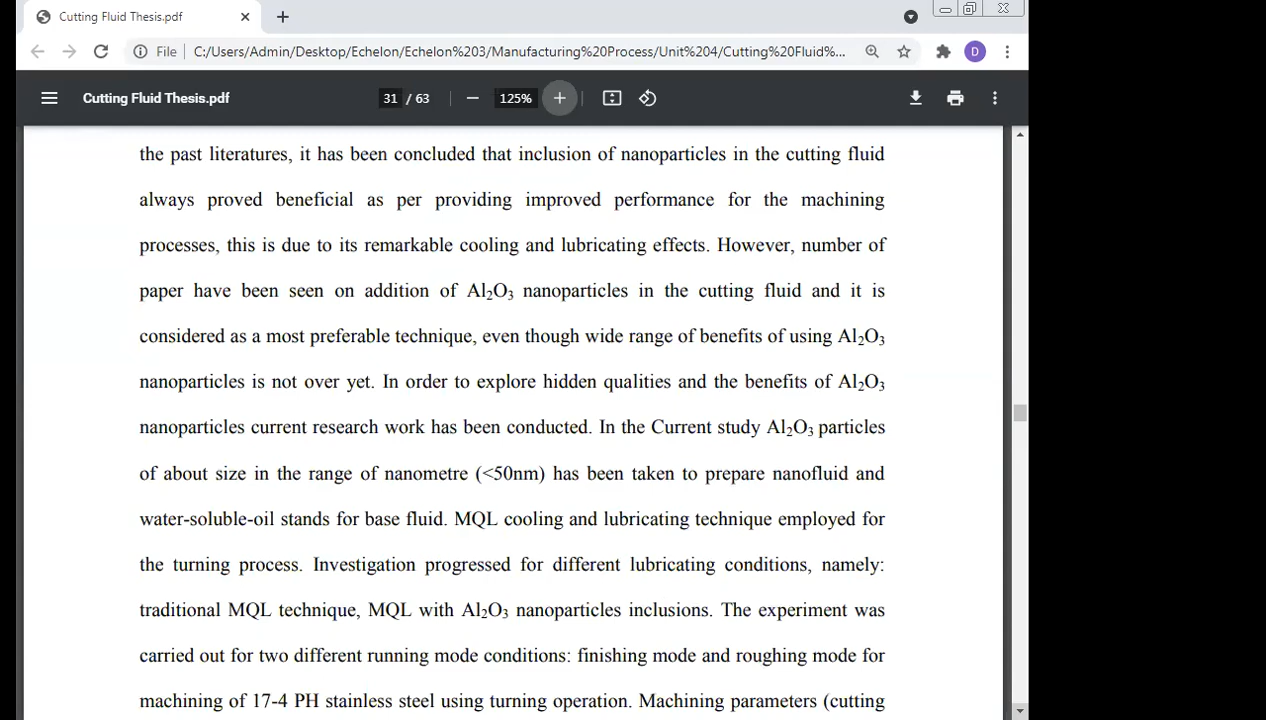 Cutting Fluid Thesis.pdf
File C:/Users/Admin/Desktop/Echelon/Echelon%203/Manufacturing%20Process/Unit%204/Cutting%20Fluid%... D
Cutting Fluid Thesis.pdf 31 / 63 125%
the past literatures, it has been concluded that inclusion of nanoparticles in the cutting fluid
always proved beneficial as per providing improved performance for the machining
processes, this is due to its remarkable cooling and lubricating effects. However, number of
paper have been seen on addition of Al₂O₃ nanoparticles in the cutting fluid and it is
considered as a most preferable technique, even though wide range of benefits of using Al₂O₃
nanoparticles is not over yet. In order to explore hidden qualities and the benefits of Al₂O₃
nanoparticles current research work has been conducted. In the Current study Al₂O₃ particles
of about size in the range of nanometre (<50nm) has been taken to prepare nanofluid and
water-soluble-oil stands for base fluid. MQL cooling and lubricating technique employed for
the turning process. Investigation progressed for different lubricating conditions, namely:
traditional MQL technique, MQL with Al₂O₃ nanoparticles inclusions. The experiment was
carried out for two different running mode conditions: finishing mode and roughing mode for
machining of 17-4 PH stainless steel using turning operation. Machining parameters (cutting